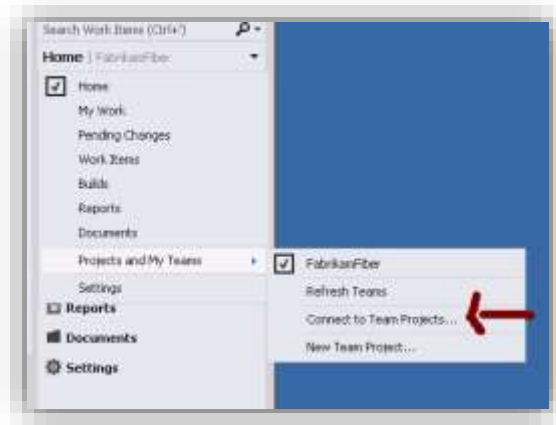 Search Work Items (Ctrl+')
Home | FabrikamFiber
Home
My Work
Pending Changes
Work Items
Builds
Reports
Documents
Projects and My Teams
FabrikamFiber
Refresh Teams
Connect to Team Projects...
New Team Project...
Settings
Reports
Documents
Settings